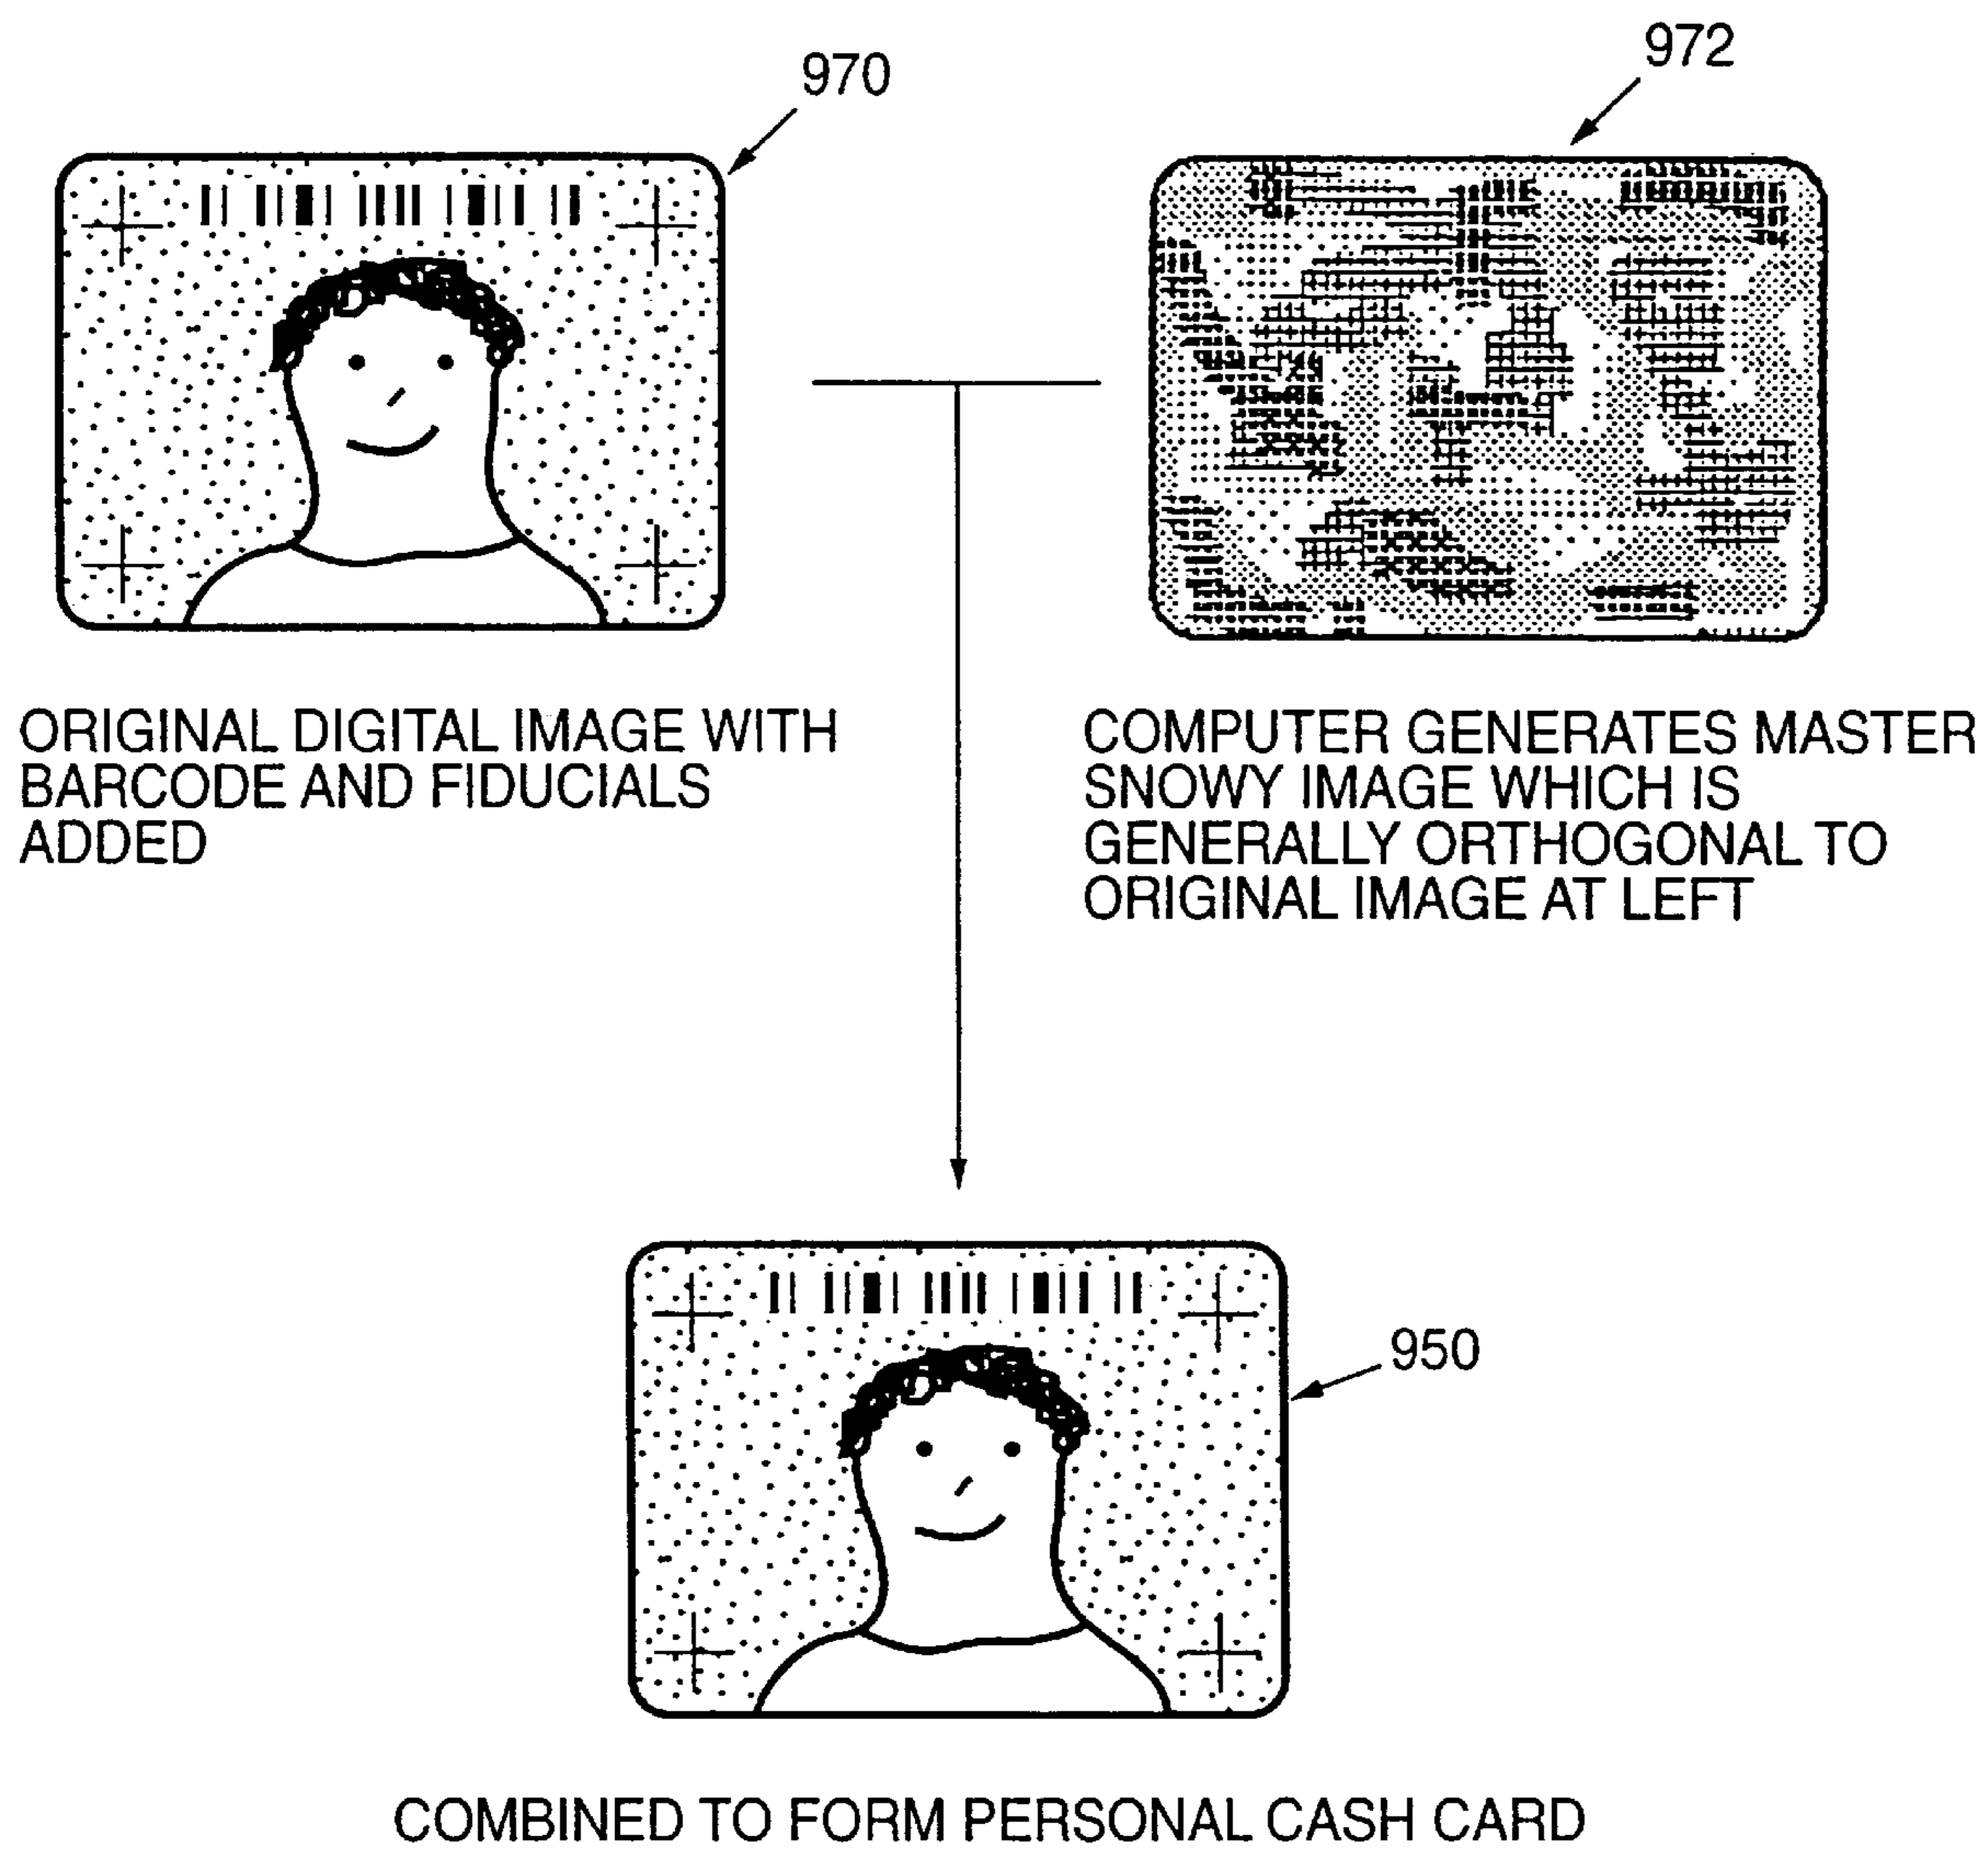 970
972
ORIGINAL DIGITAL IMAGE WITH
BARCODE AND FIDUCIALS
ADDED
COMPUTER GENERATES MASTER
SNOWY IMAGE WHICH IS
GENERALLY ORTHOGONAL TO
ORIGINAL IMAGE AT LEFT
950
COMBINED TO FORM PERSONAL CASH CARD